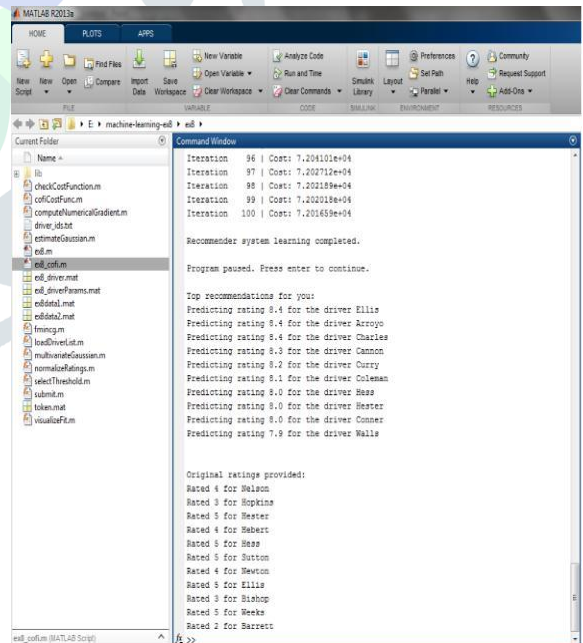 MATLAB R2013a
HOME PLOTS APPS
New Script
New
Open
Find Files
Compare
Import Data
Save Workspace
New Variable
Open Variable
Clear Workspace
Analyze Code
Run and Time
Clear Commands
Simulink Library
Layout
Preferences
Set Path
Parallel
Help
Community
Request Support
Add-Ons
FILE VARIABLE CODE SIMULINK ENVIRONMENT RESOURCES
E: machine-learning-ex8 ex8
Current Folder
Name
lib
checkCostFunction.m
cofiCostFunc.m
computeNumericalGradient.m
driver_ids.txt
estimateGaussian.m
ex8.m
ex8_cofi.m
ex8_driver.mat
ex8_driverParams.mat
ex8data1.mat
ex8data2.mat
fmincg.m
loadDriverList.m
multivariateGaussian.m
normalizeRatings.m
selectThreshold.m
submit.m
token.mat
visualizeFit.m
ex8_cofi.m (MATLAB Script)
Command Window
Iteration 96 | Cost: 7.204101e+04
Iteration 97 | Cost: 7.202712e+04
Iteration 98 | Cost: 7.202189e+04
Iteration 99 | Cost: 7.202018e+04
Iteration 100 | Cost: 7.201659e+04
Recommender system learning completed.
Program paused. Press enter to continue.
Top recommendations for you:
Predicting rating 8.4 for the driver Ellis
Predicting rating 8.4 for the driver Arroyo
Predicting rating 8.4 for the driver Charles
Predicting rating 8.3 for the driver Cannon
Predicting rating 8.2 for the driver Curry
Predicting rating 8.1 for the driver Coleman
Predicting rating 8.0 for the driver Hess
Predicting rating 8.0 for the driver Hester
Predicting rating 8.0 for the driver Conner
Predicting rating 7.9 for the driver Walls
Original ratings provided:
Rated 4 for Nelson
Rated 3 for Hopkins
Rated 5 for Hester
Rated 4 for Hebert
Rated 5 for Hess
Rated 5 for Sutton
Rated 4 for Newton
Rated 5 for Ellis
Rated 3 for Bishop
Rated 5 for Weeks
Rated 2 for Barrett
fx >>